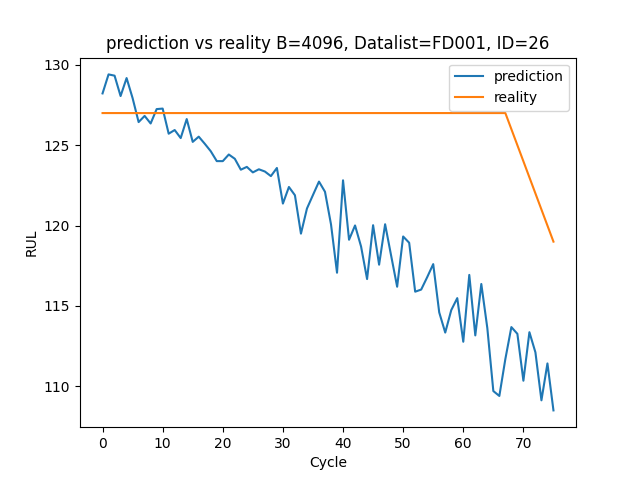 prediction vs reality B=4096, Datalist=FD001, ID=26
prediction
reality
130
125
120
115
110
RUL
0 10 20 30 40 50 60 70
Cycle